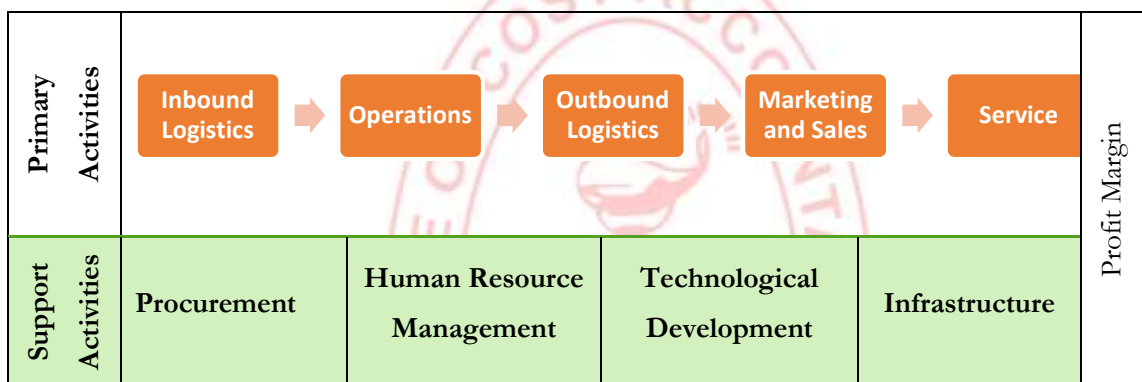 Primary
Activities
Inbound
Logistics
Operations
Outbound
Logistics
Marketing
and Sales
Service
Profit Margin
Support
Activities
Procurement
Human Resource
Management
Technological
Development
Infrastructure